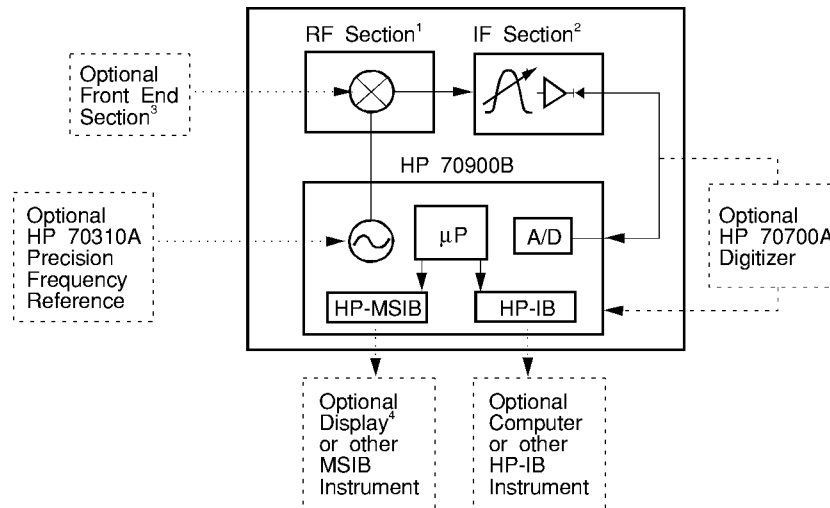 RF Section¹
IF Section²
Optional
Front End
Section³
HP 70900B
Optional
HP 70310A
Precision
Frequency
Reference
μP
A/D
HP-MSIB
HP-IB
Optional
HP 70700A
Digitizer
Optional
Display⁴
or other
MSIB
Instrument
Optional
Computer
or other
HP-IB
Instrument